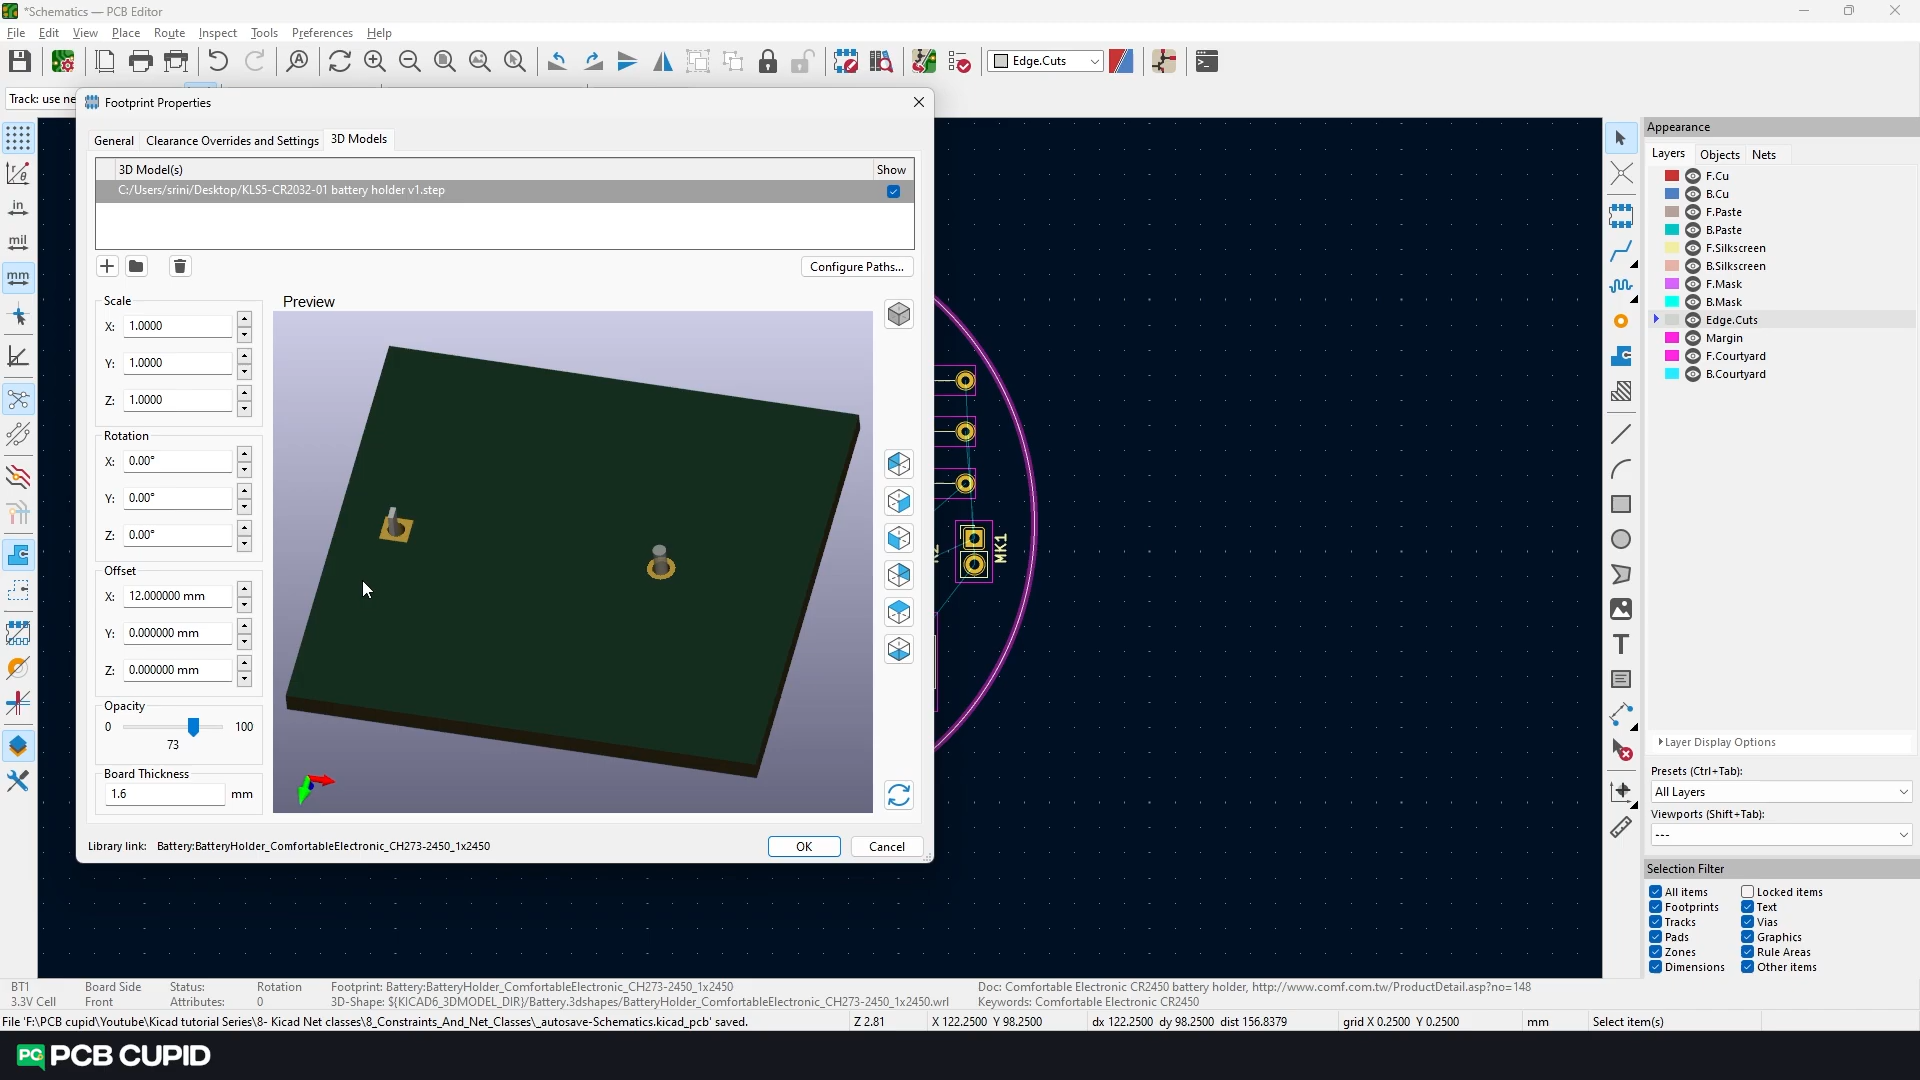 *Schematics — PCB Editor
File Edit View Place Route Inspect Tools Preferences Help
Edge.Cuts
Track: use ne
Footprint Properties
General Clearance Overrides and Settings 3D Models
3D Model(s) Show
C:/Users/srini/Desktop/KLS5-CR2032-01 battery holder v1.step
Configure Paths...
Scale
X: 1.0000
Y: 1.0000
Z: 1.0000
Rotation
X: 0.00°
Y: 0.00°
Z: 0.00°
Offset
X: 12.000000 mm
Y: 0.000000 mm
Z: 0.000000 mm
Opacity
0 100
73
Board Thickness
1.6 mm
Preview
Library link: Battery:BatteryHolder_ComfortableElectronic_CH273-2450_1x2450
OK Cancel
in
mil
mm
MK1
Appearance
Layers Objects Nets
F.Cu
B.Cu
F.Paste
B.Paste
F.Silkscreen
B.Silkscreen
F.Mask
B.Mask
Edge.Cuts
Margin
F.Courtyard
B.Courtyard
Layer Display Options
Presets (Ctrl+Tab):
All Layers
Viewports (Shift+Tab):
---
Selection Filter
All items Locked items
Footprints Text
Tracks Vias
Pads Graphics
Zones Rule Areas
Dimensions Other items
BT1 Board Side Status: Rotation Footprint: Battery:BatteryHolder_ComfortableElectronic_CH273-2450_1x2450 Doc: Comfortable Electronic CR2450 battery holder, http://www.comf.com.tw/ProductDetail.asp?no=148
3.3V Cell Front Attributes: 0 3D-Shape: ${KICAD6_3DMODEL_DIR}/Battery.3dshapes/BatteryHolder_ComfortableElectronic_CH273-2450_1x2450.wrl Keywords: Comfortable Electronic CR2450
File 'F:\PCB cupid\Youtube\Kicad tutorial Series\8- Kicad Net classes\8_Constraints_And_Net_Classes\_autosave-Schematics.kicad_pcb' saved. Z 2.81 X 122.2500 Y 98.2500 dx 122.2500 dy 98.2500 dist 156.8379 grid X 0.2500 Y 0.2500 mm Select item(s)
PCB CUPID